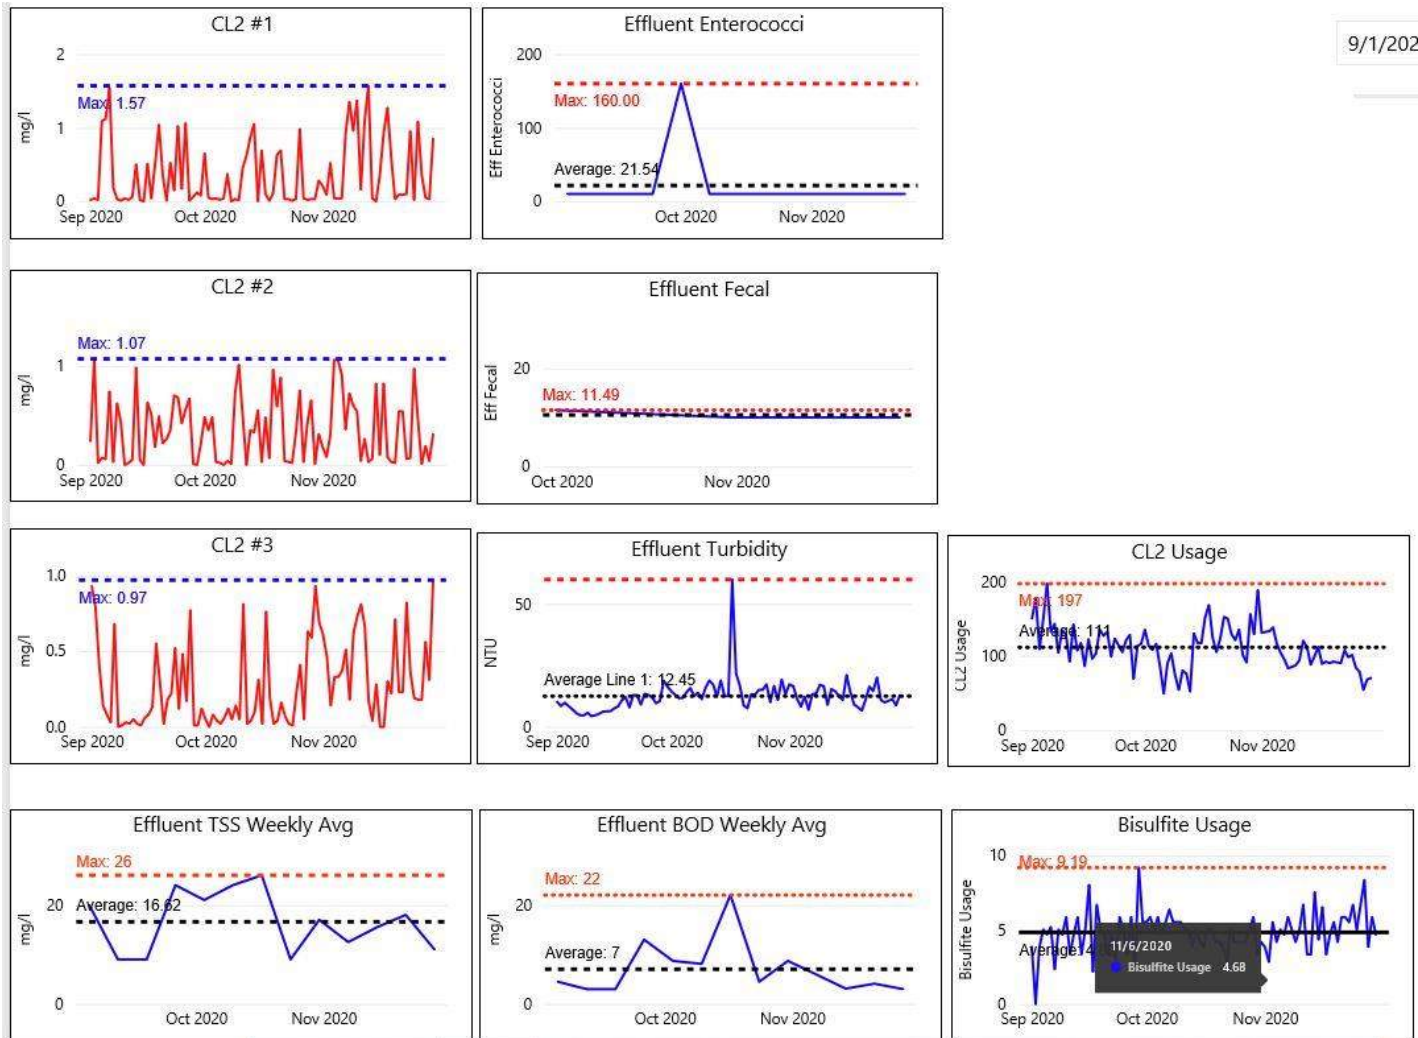 CL2 #1
2
Max: 1.57
mg/l
1
0
Sep 2020 Oct 2020 Nov 2020
Effluent Enterococci
200
Max: 160.00
Eff Enterococci
100
Average: 21.54
0
Oct 2020 Nov 2020
9/1/202
CL2 #2
Max: 1.07
1
mg/l
0
Sep 2020 Oct 2020 Nov 2020
Effluent Fecal
20
Max: 11.49
Eff Fecal
0
Oct 2020 Nov 2020
CL2 #3
1.0
Max: 0.97
mg/l
0.5
0.0
Sep 2020 Oct 2020 Nov 2020
Effluent Turbidity
50
NTU
Average Line 1: 12.45
0
Sep 2020 Oct 2020 Nov 2020
CL2 Usage
200
Max: 197
Average: 111
CL2 Usage
100
0
Sep 2020 Oct 2020 Nov 2020
Effluent TSS Weekly Avg
Max: 26
20
Average: 16.62
mg/l
0
Oct 2020 Nov 2020
Effluent BOD Weekly Avg
Max: 22
20
mg/l
Average: 7
0
Oct 2020 Nov 2020
Bisulfite Usage
10
Max: 9.19
Bisulfite Usage
5
Average: 4
11/6/2020
Bisulfite Usage 4.68
0
Sep 2020 Oct 2020 Nov 2020